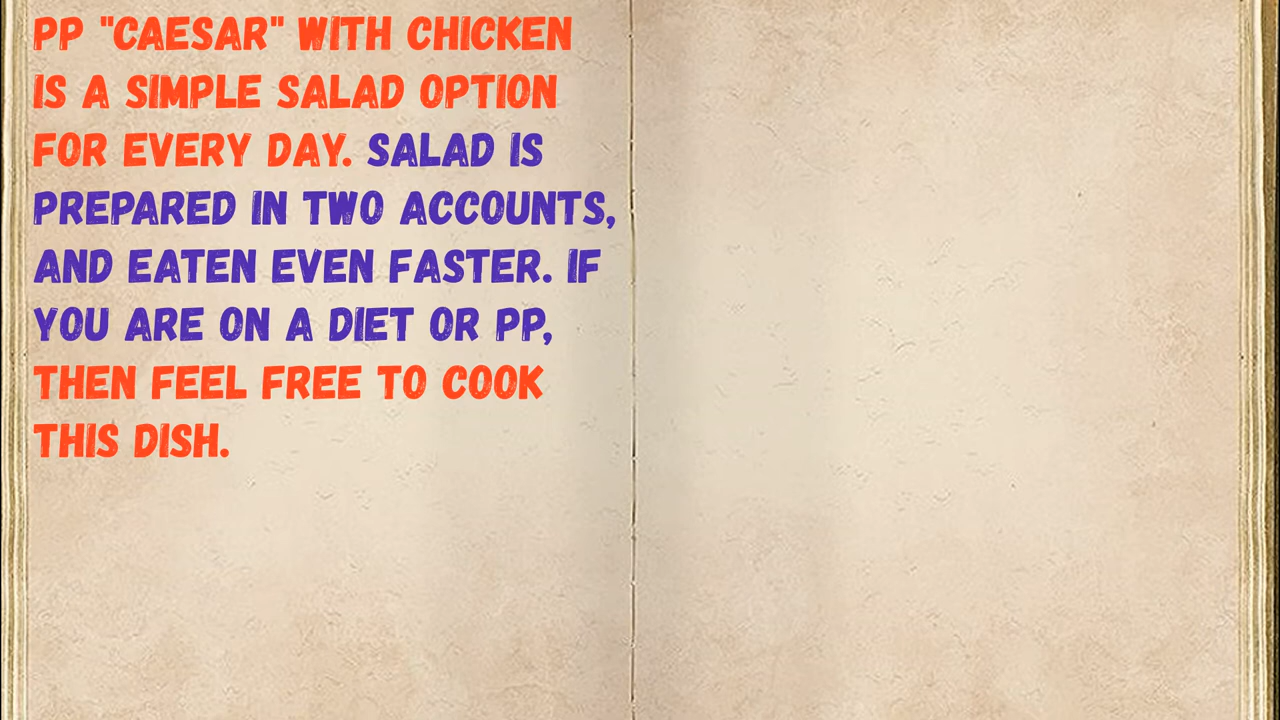 PP "CAESAR" WITH CHICKEN
IS A SIMPLE SALAD OPTION
FOR EVERY DAY. SALAD IS
PREPARED IN TWO ACCOUNTS,
AND EATEN EVEN FASTER. IF
YOU ARE ON A DIET OR PP,
THEN FEEL FREE TO COOK
THIS DISH.